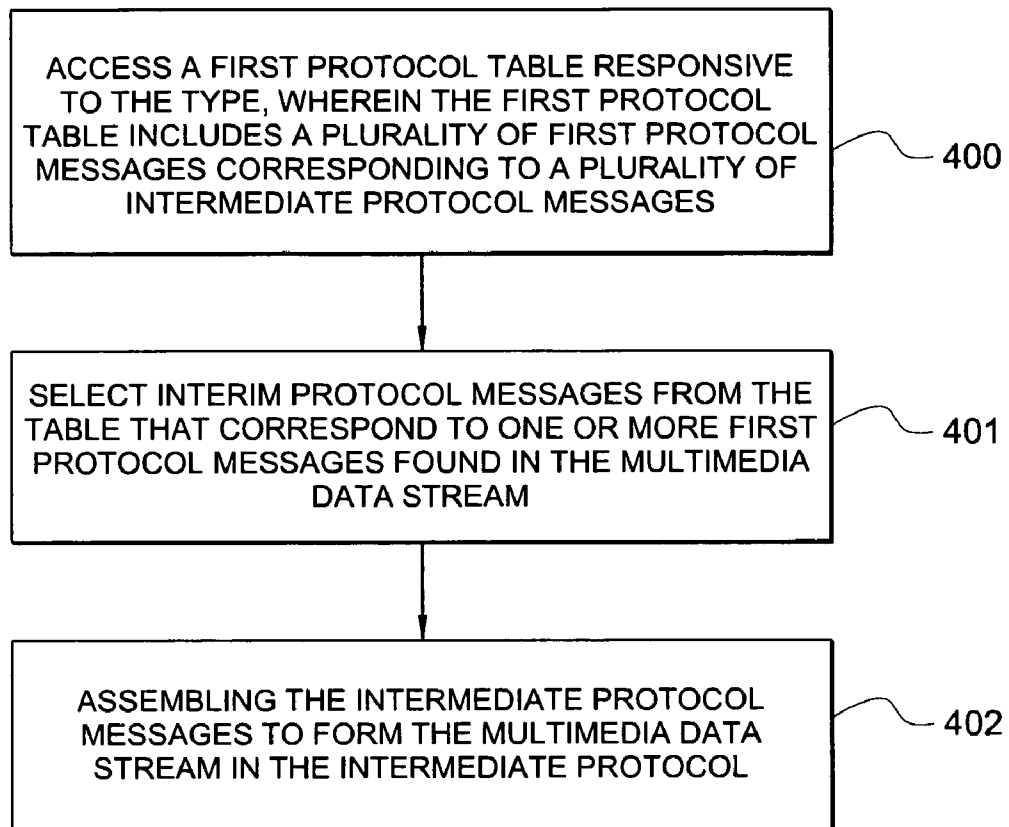 ACCESS A FIRST PROTOCOL TABLE RESPONSIVE
TO THE TYPE, WHEREIN THE FIRST PROTOCOL
TABLE INCLUDES A PLURALITY OF FIRST PROTOCOL
MESSAGES CORRESPONDING TO A PLURALITY OF
INTERMEDIATE PROTOCOL MESSAGES
400
SELECT INTERIM PROTOCOL MESSAGES FROM THE
TABLE THAT CORRESPOND TO ONE OR MORE FIRST
PROTOCOL MESSAGES FOUND IN THE MULTIMEDIA
DATA STREAM
401
ASSEMBLING THE INTERMEDIATE PROTOCOL
MESSAGES TO FORM THE MULTIMEDIA DATA
STREAM IN THE INTERMEDIATE PROTOCOL
402